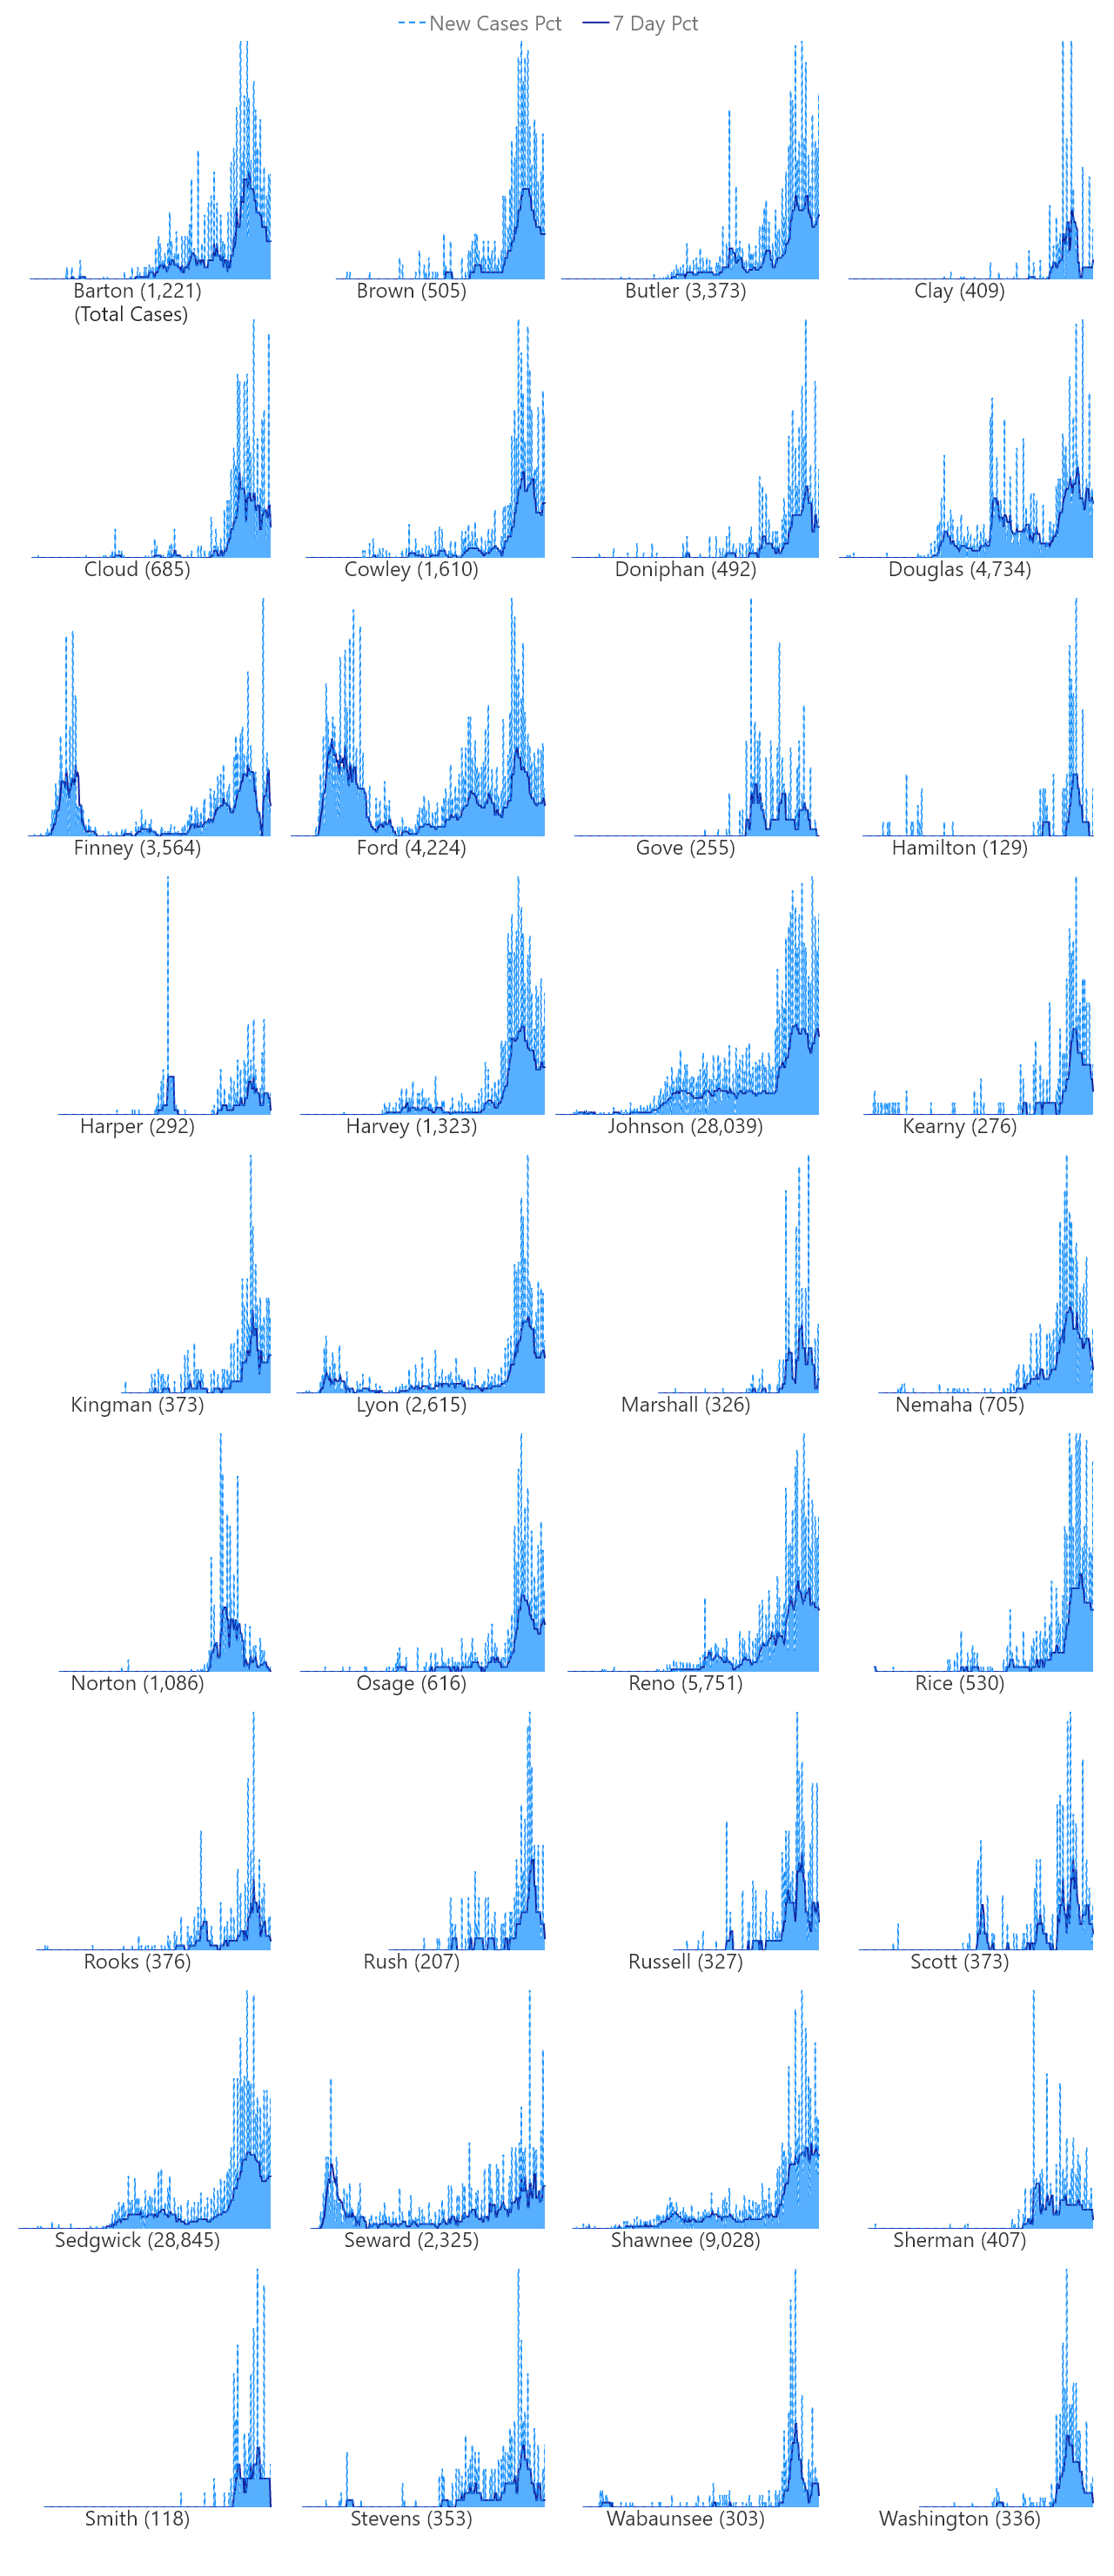 New Cases Pct 7 Day Pct
Barton (1,221) Brown (505) Butler (3,373) Clay (409)
(Total Cases)
Cloud (685) Cowley (1,610) Doniphan (492) Douglas (4,734)
Finney (3,564) Ford (4,224) Gove (255) Hamilton (129)
Harper (292) Harvey (1,323) Johnson (28,039) Kearny (276)
Kingman (373) Lyon (2,615) Marshall (326) Nemaha (705)
Norton (1,086) Osage (616) Reno (5,751) Rice (530)
Rooks (376) Rush (207) Russell (327) Scott (373)
Sedgwick (28,845) Seward (2,325) Shawnee (9,028) Sherman (407)
Smith (118) Stevens (353) Wabaunsee (303) Washington (336)